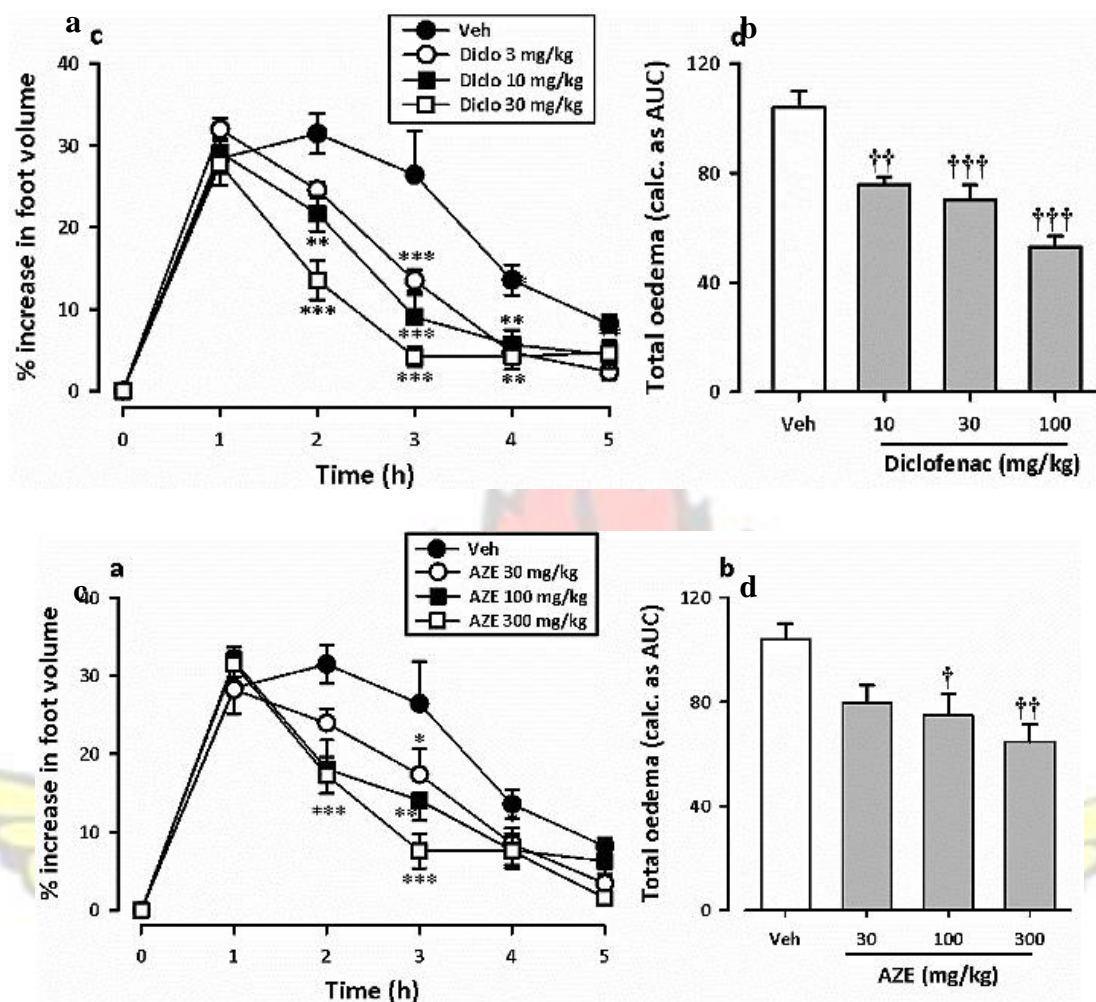 a
c
Veh
Diclo 3 mg/kg
Diclo 10 mg/kg
Diclo 30 mg/kg
% increase in foot volume
40
30
20
10
0
**
***
***
***
***
**
**
0 1 2 3 4 5
Time (h)
d
b
Total oedema (calc. as AUC)
120
80
40
0
††
†††
†††
Veh 10 30 100
Diclofenac (mg/kg)
a
c
Veh
AZE 30 mg/kg
AZE 100 mg/kg
AZE 300 mg/kg
% increase in foot volume
40
30
20
10
0
***
*
**
***
*
0 1 2 3 4 5
Time (h)
b
d
Total oedema (calc. as AUC)
120
80
40
0
†
††
Veh 30 100 300
AZE (mg/kg)